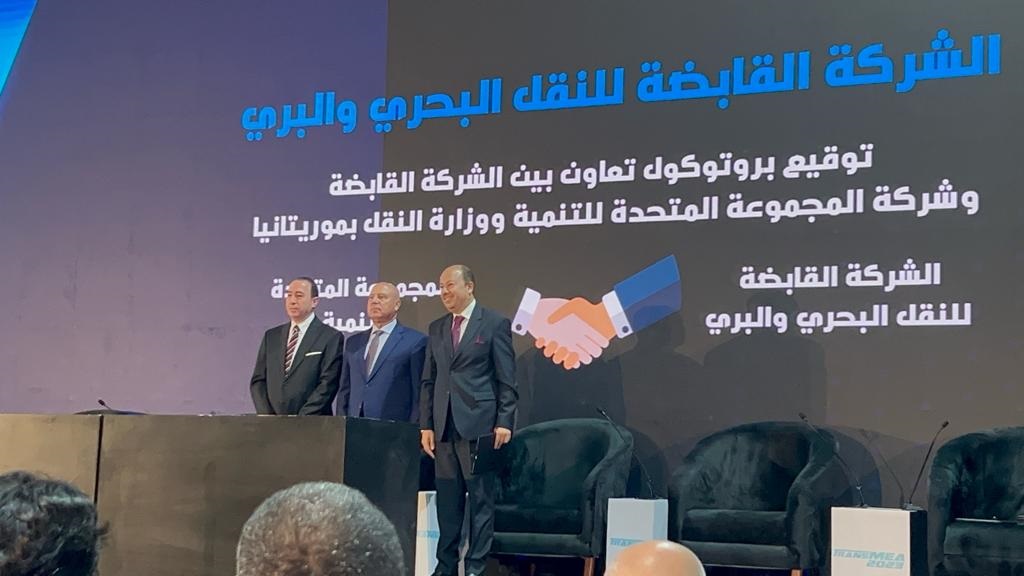 الشركة القابضة للنقل البحري والبري
توقيع بروتوكول تعاون بين الشركة القابضة
وشركة المجموعة المتحدة للتنمية ووزارة النقل بموريتانيا
الشركة القابضة
للنقل البحري والبري
TRANSMEA
2023
TRANSMEA